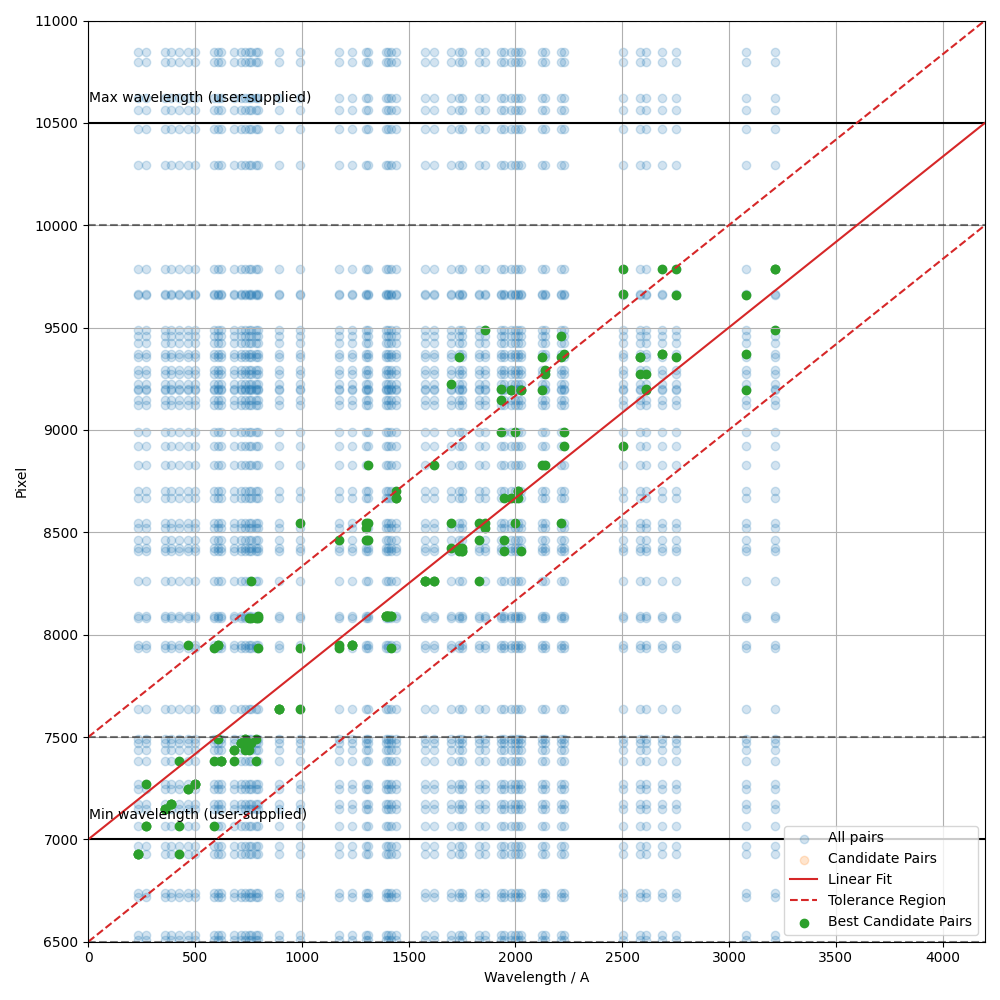 11000
Max wavelength (user-supplied)
10500
10000
9500
9000
Pixel
8500
8000
7500
Min wavelength (user-supplied)
7000
6500
All pairs
Candidate Pairs
Linear Fit
Tolerance Region
Best Candidate Pairs
0 500 1000 1500 2000 2500 3000 3500 4000
Wavelength / A